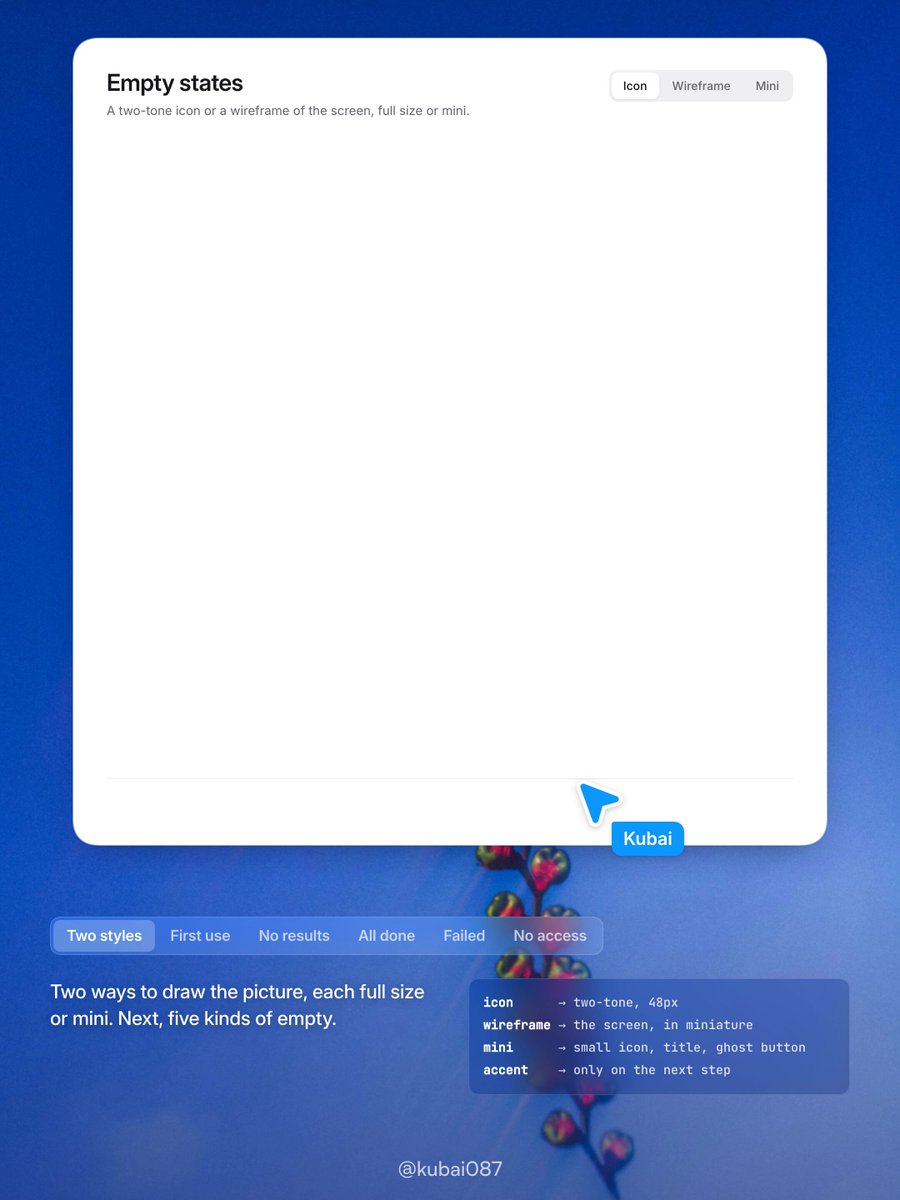 Empty states
Icon Wireframe Mini
A two-tone icon or a wireframe of the screen, full size or mini.
Kubai
Two styles First use No results All done Failed No access
Two ways to draw the picture, each full size
or mini. Next, five kinds of empty.
icon → two-tone, 48px
wireframe → the screen, in miniature
mini → small icon, title, ghost button
accent → only on the next step
@kubai087